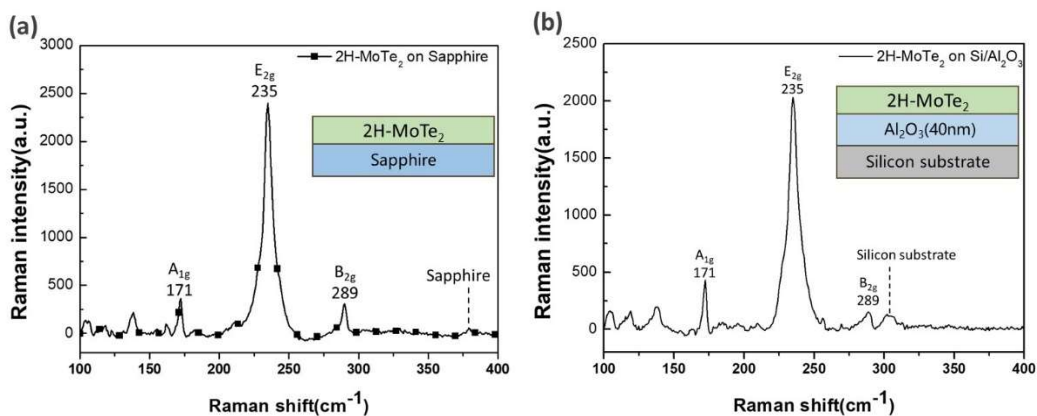 (a)
3000
2500
2000
1500
1000
500
0
Raman intensity(a.u.)
2H-MoTe₂ on Sapphire
E₂g
235
2H-MoTe₂
Sapphire
A₁g
171
B₂g
289
Sapphire
100 150 200 250 300 350 400
Raman shift(cm⁻¹)
(b)
2500
2000
1500
1000
500
0
Raman intensity(a.u.)
2H-MoTe₂ on Si/Al₂O₃
E₂g
235
2H-MoTe₂
Al₂O₃(40nm)
Silicon substrate
A₁g
171
Silicon substrate
B₂g
289
100 150 200 250 300 350 400
Raman shift(cm⁻¹)